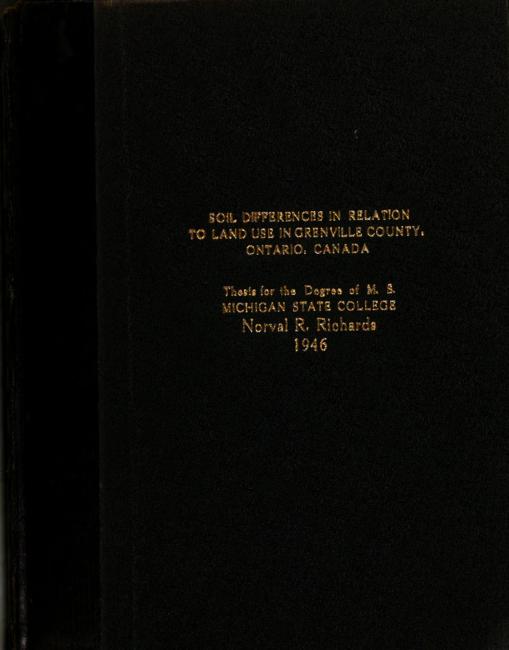 SOIL DIFFERENCES IN RELATION
TO LAND USE IN GRENVILLE COUNTY,
ONTARIO, CANADA
Thesis for the Degree of M. S.
MICHIGAN STATE COLLEGE
Norval R. Richards
1946